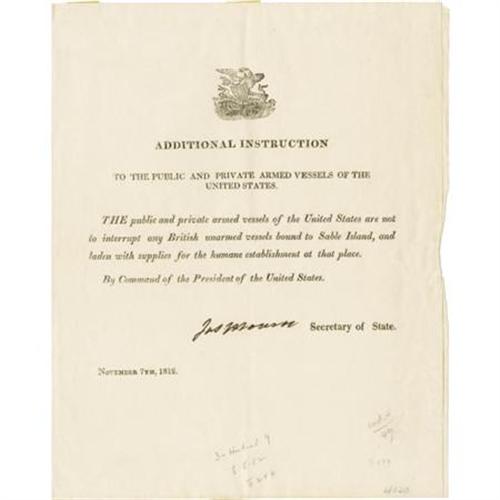 ADDITIONAL INSTRUCTION
TO THE PUBLIC AND PRIVATE ARMED VESSELS OF THE
UNITED STATES.
THE public and private armed vessels of the United States are not
to interrupt any British unarmed vessels bound to Sable Island, and
laden with supplies for the humane establishment at that place.
By Command of the President of the United States.
Jas Monroe Secretary of State.
NOVEMBER 7TH, 1812.